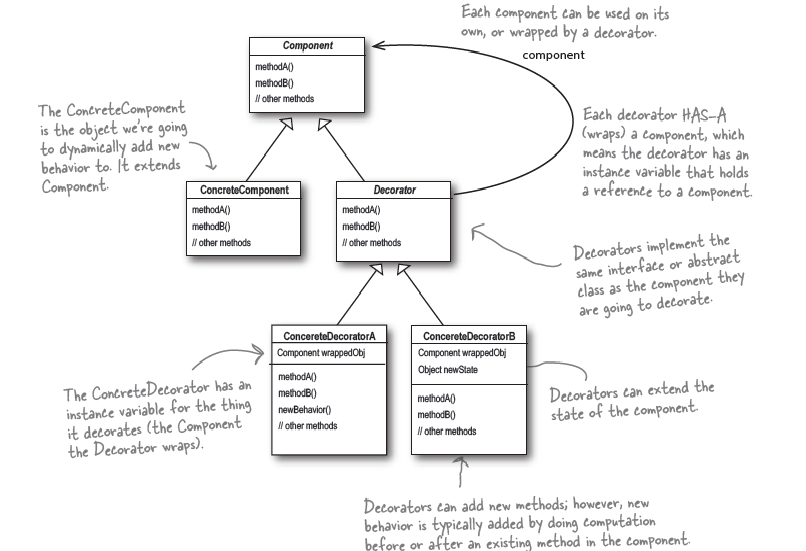 Each component can be used on its
own, or wrapped by a decorator.
Component
methodA()
methodB()
// other methods
component
The ConcreteComponent
is the object we're going
to dynamically add new
behavior to. It extends
Component.
Each decorator HAS-A
(wraps) a component, which
means the decorator has an
instance variable that holds
a reference to a component.
ConcreteComponent
methodA()
methodB()
// other methods
Decorator
methodA()
methodB()
// other methods
Decorators implement the
same interface or abstract
class as the component they
are going to decorate.
ConcereteDecoratorA
Component wrappedObj
methodA()
methodB()
newBehavior()
// other methods
ConcereteDecoratorB
Component wrappedObj
Object newState
methodA()
methodB()
// other methods
The ConcreteDecorator has an
instance variable for the thing
it decorates (the Component
the Decorator wraps).
Decorators can extend the
state of the component.
Decorators can add new methods; however, new
behavior is typically added by doing computation
before or after an existing method in the component.